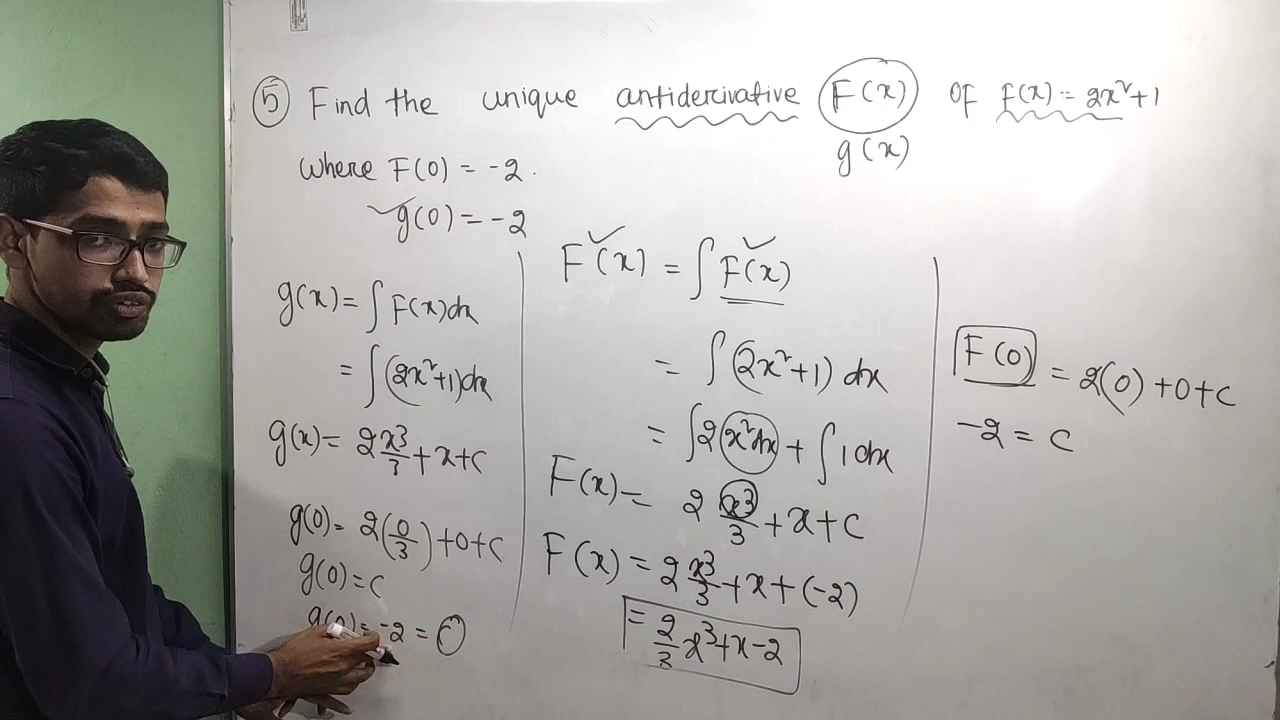 ⑤ Find the unique antiderivative F(x) of f(x) = 2x²+1
g(x)
where F(0) = -2.
✓g(0) = -2
g(x) = ∫ F(x)dx
= ∫(2x²+1)dx
g(x) = 2 x³/3 + x + c
g(0) = 2(0/3) + 0 + c
g(0) = c
g(0) = -2 = c
F(x) = ∫ F(x)
= ∫(2x²+1) dx
= ∫2 x²dx + ∫1 dx
F(x) = 2 x³/3 + x + c
F(x) = 2 x³/3 + x + (-2)
= 2/3 x³ + x - 2
F(0) = 2(0) + 0 + c
-2 = c